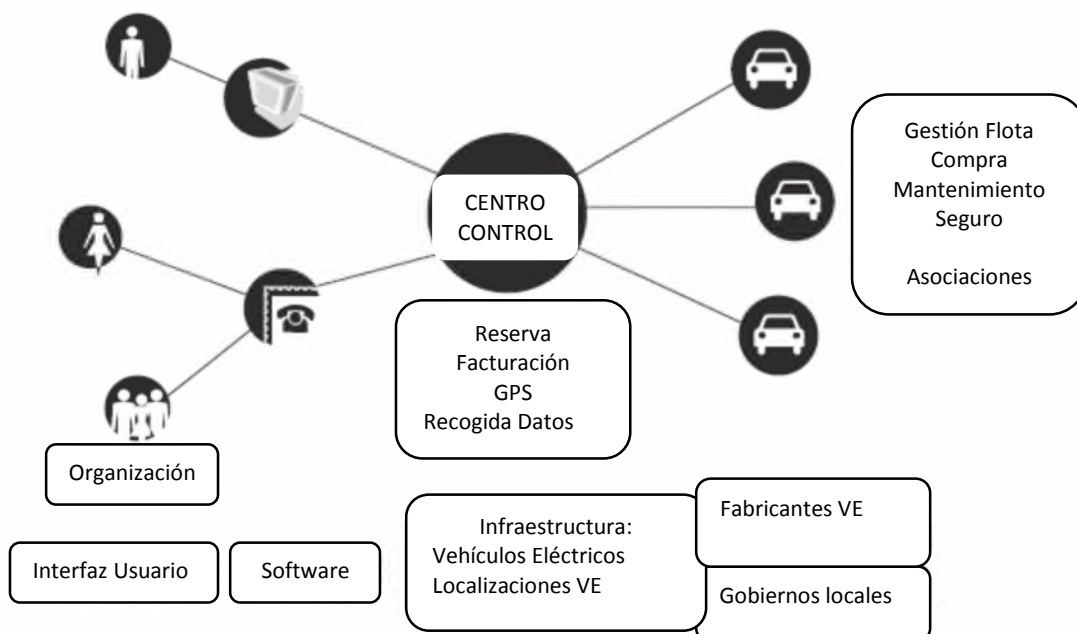 CENTRO
CONTROL
Gestión Flota
Compra
Mantenimiento
Seguro
Asociaciones
Reserva
Facturación
GPS
Recogida Datos
Organización
Interfaz Usuario
Software
Infraestructura:
Vehículos Eléctricos
Localizaciones VE
Fabricantes VE
Gobiernos locales